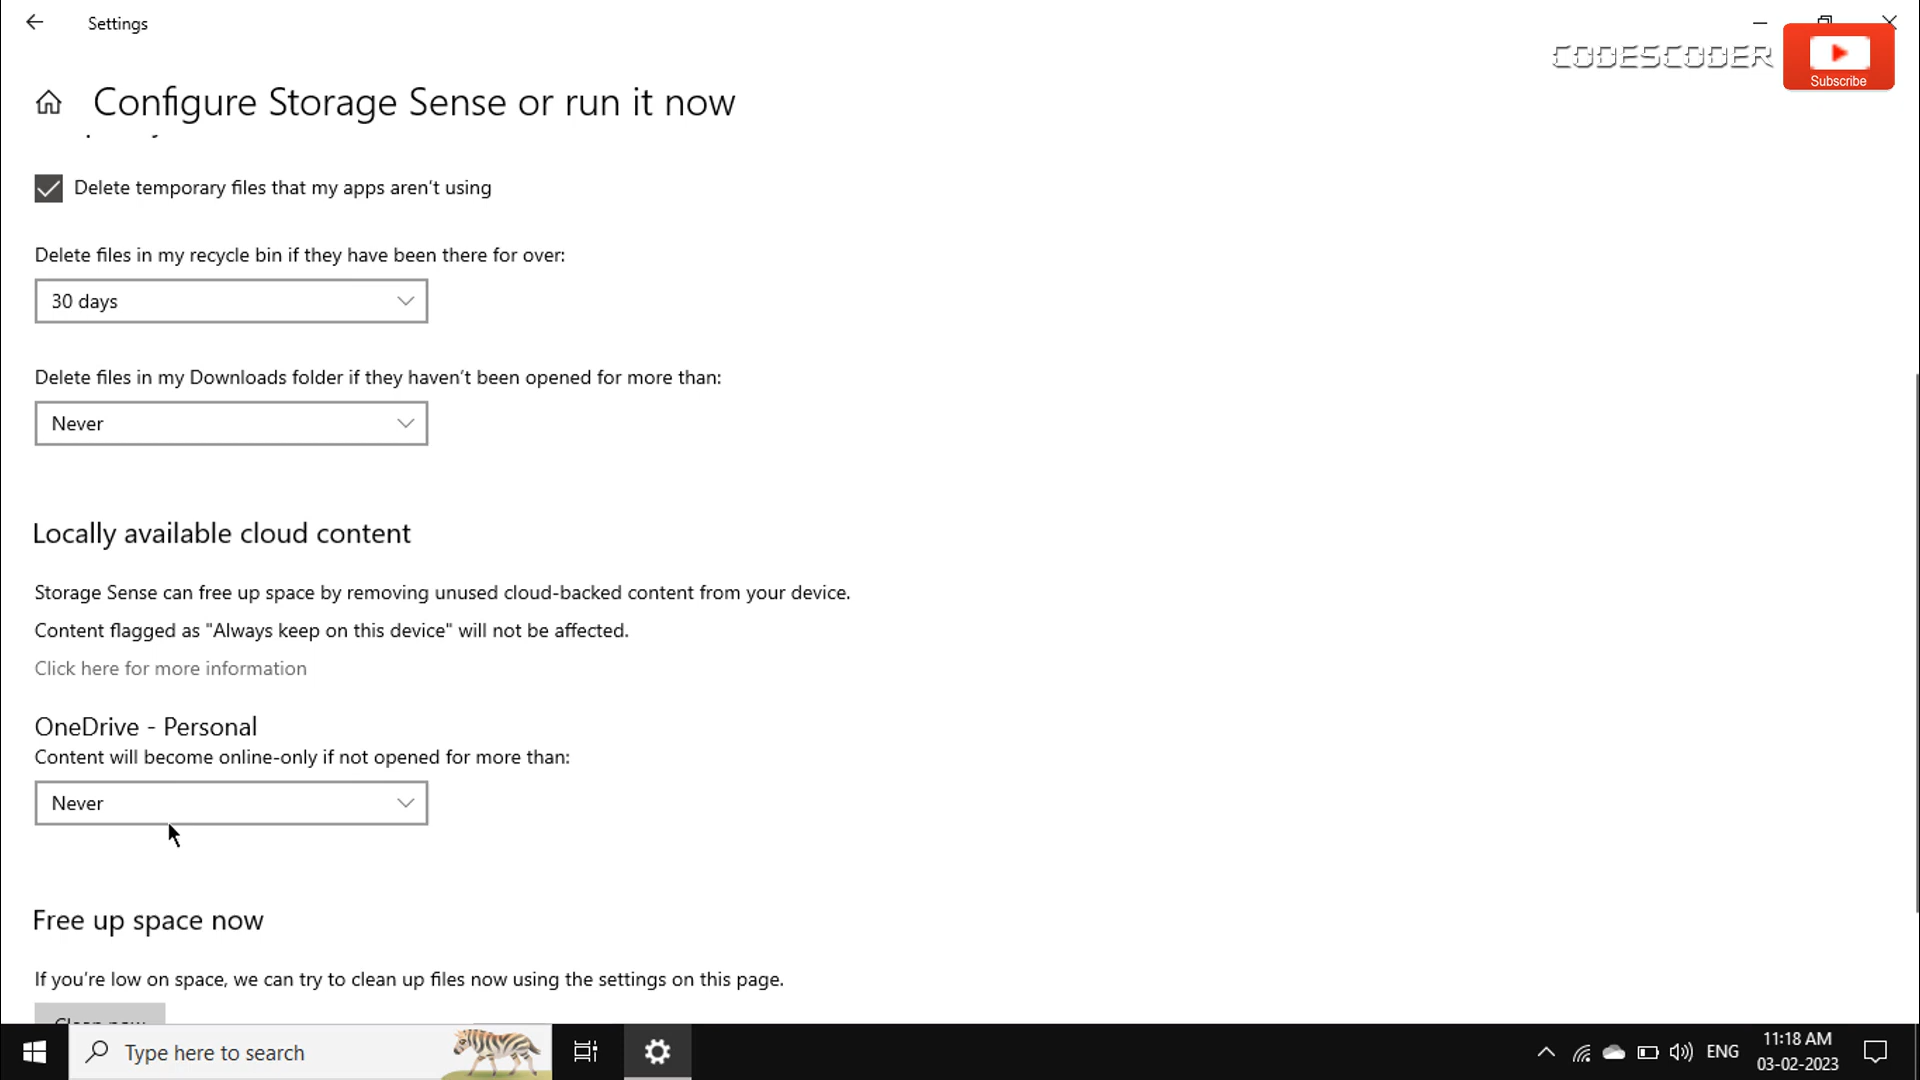 Settings
CODESCODER
Subscribe
Configure Storage Sense or run it now
Delete temporary files that my apps aren't using
Delete files in my recycle bin if they have been there for over:
30 days
Delete files in my Downloads folder if they haven't been opened for more than:
Never
Locally available cloud content
Storage Sense can free up space by removing unused cloud-backed content from your device.
Content flagged as "Always keep on this device" will not be affected.
Click here for more information
OneDrive - Personal
Content will become online-only if not opened for more than:
Never
Free up space now
If you're low on space, we can try to clean up files now using the settings on this page.
Clean now
Type here to search
ENG
11:18 AM
03-02-2023